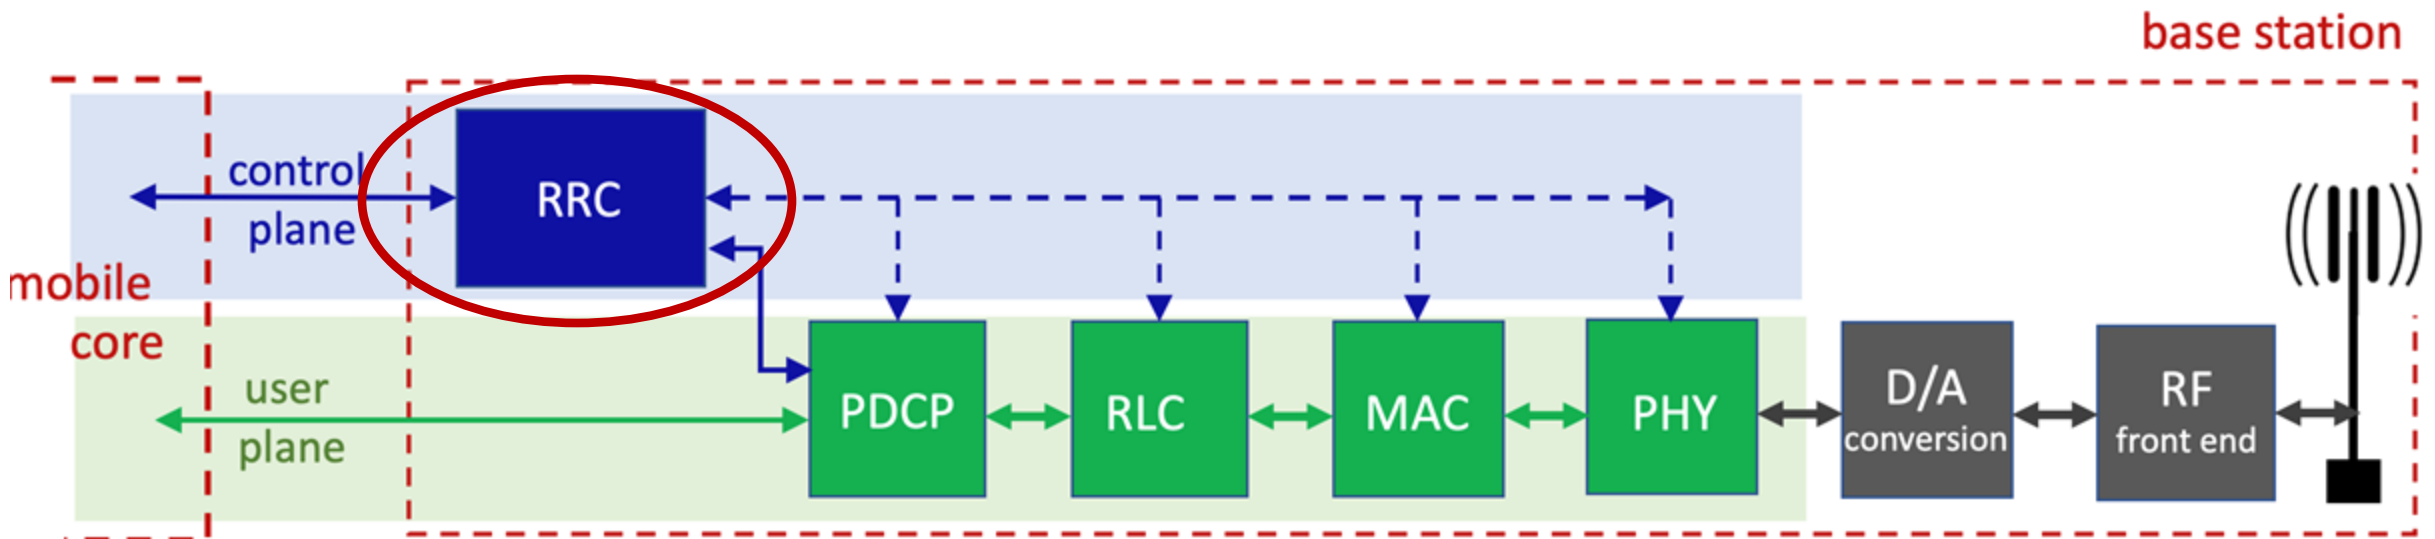 base station
control
plane
RRC
mobile
core
user
plane
PDCP
RLC
MAC
PHY
D/A
conversion
RF
front end